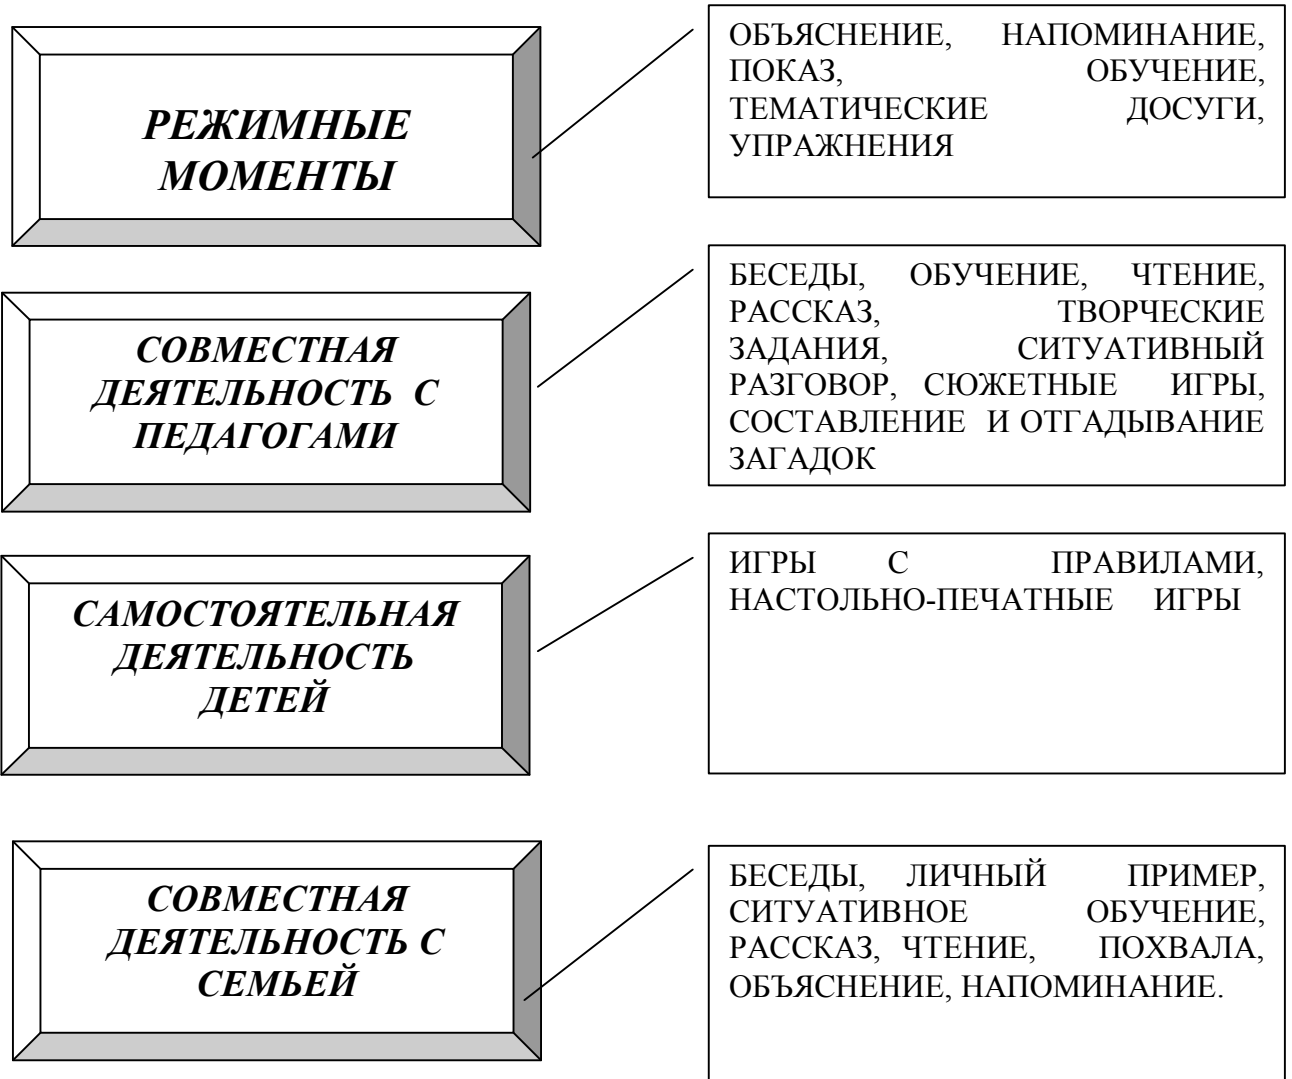 РЕЖИМНЫЕ
МОМЕНТЫ
ОБЪЯСНЕНИЕ, НАПОМИНАНИЕ,
ПОКАЗ, ОБУЧЕНИЕ,
ТЕМАТИЧЕСКИЕ ДОСУГИ,
УПРАЖНЕНИЯ
СОВМЕСТНАЯ
ДЕЯТЕЛЬНОСТЬ С
ПЕДАГОГАМИ
БЕСЕДЫ, ОБУЧЕНИЕ, ЧТЕНИЕ,
РАССКАЗ, ТВОРЧЕСКИЕ
ЗАДАНИЯ, СИТУАТИВНЫЙ
РАЗГОВОР, СЮЖЕТНЫЕ ИГРЫ,
СОСТАВЛЕНИЕ И ОТГАДЫВАНИЕ
ЗАГАДОК
САМОСТОЯТЕЛЬНАЯ
ДЕЯТЕЛЬНОСТЬ
ДЕТЕЙ
ИГРЫ С ПРАВИЛАМИ,
НАСТОЛЬНО-ПЕЧАТНЫЕ ИГРЫ
СОВМЕСТНАЯ
ДЕЯТЕЛЬНОСТЬ С
СЕМЬЕЙ
БЕСЕДЫ, ЛИЧНЫЙ ПРИМЕР,
СИТУАТИВНОЕ ОБУЧЕНИЕ,
РАССКАЗ, ЧТЕНИЕ, ПОХВАЛА,
ОБЪЯСНЕНИЕ, НАПОМИНАНИЕ.